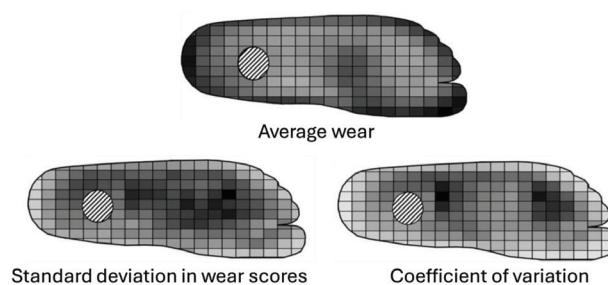 Average wear
Standard deviation in wear scores
Coefficient of variation